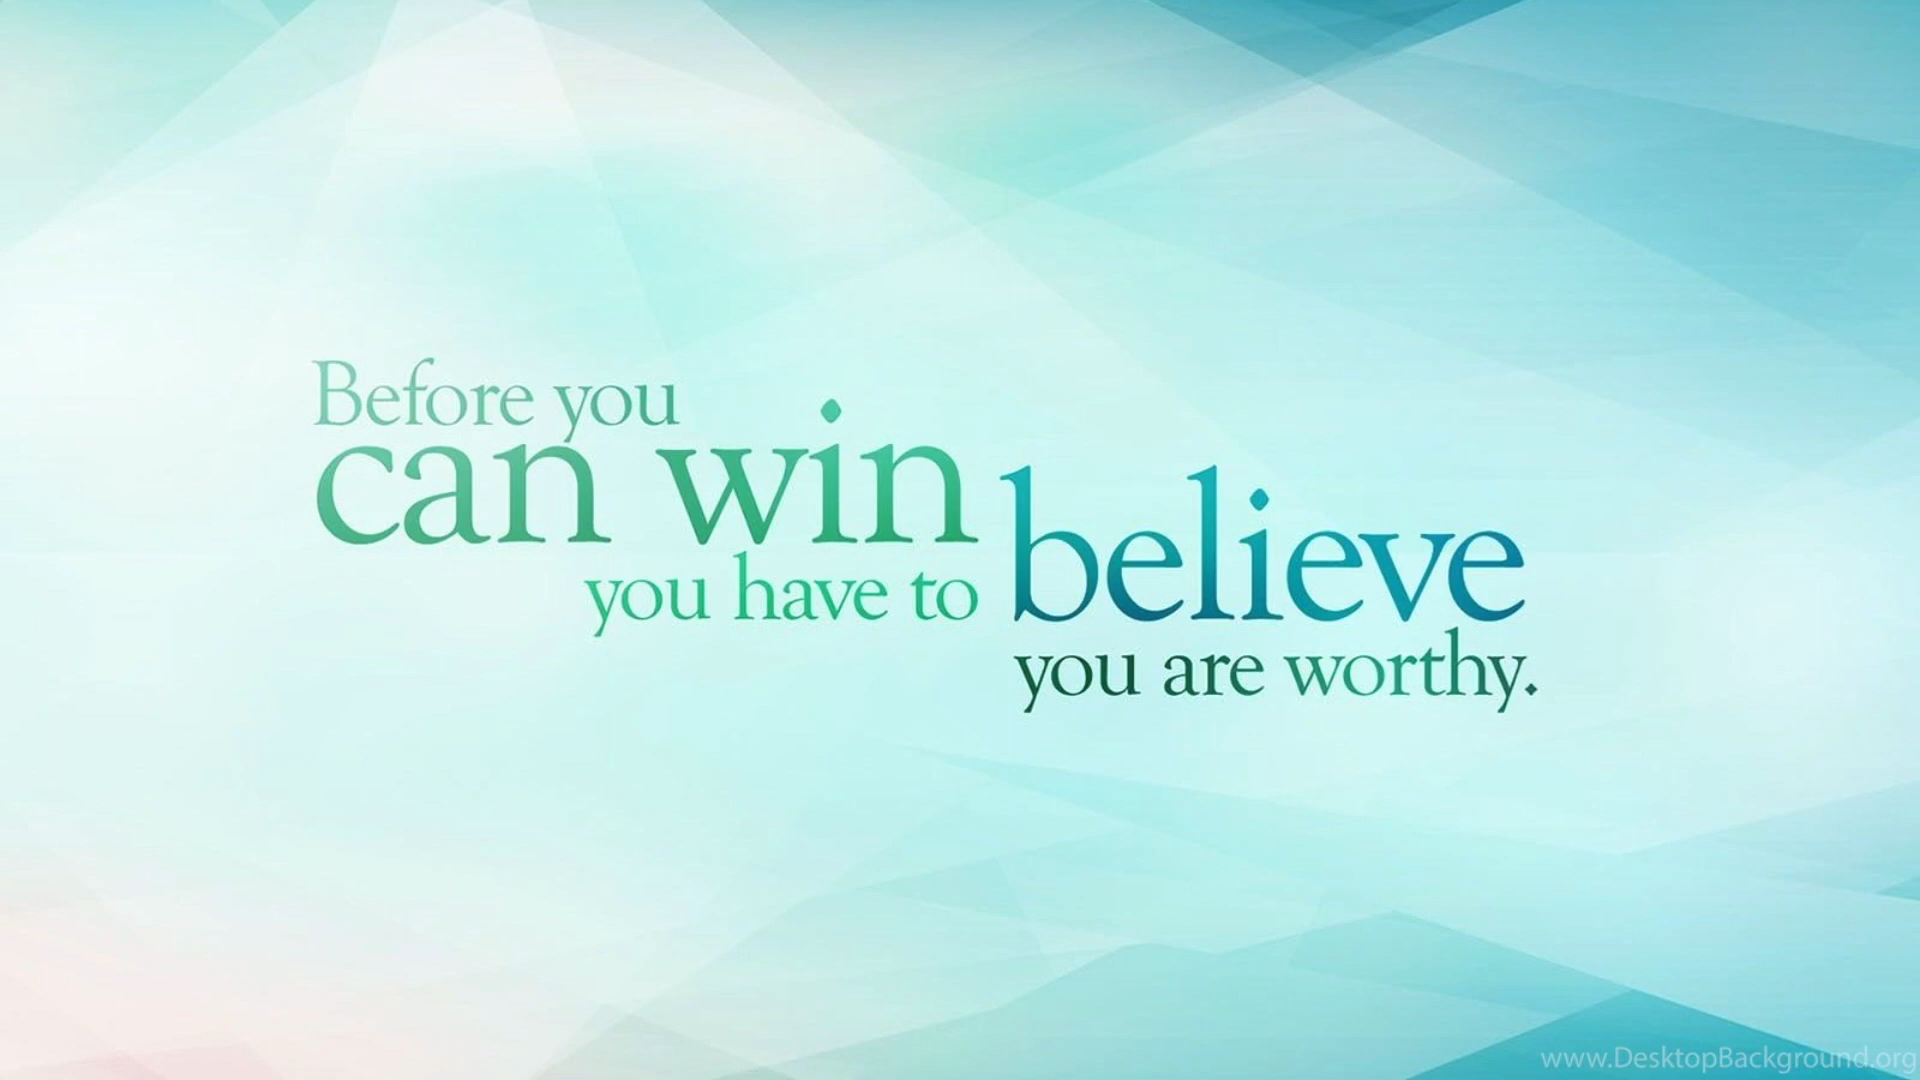 Before you
can win
you have to
believe
you are worthy.
www.DesktopBackground.org